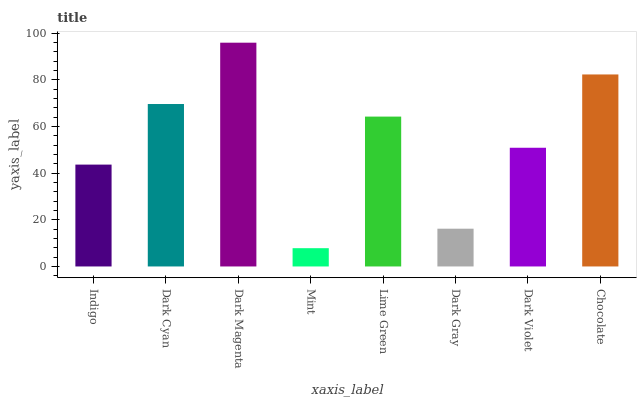 title
100
80
60
40
20
0
yaxis_label
Indigo
Dark Cyan
Dark Magenta
Mint
Lime Green
Dark Gray
Dark Violet
Chocolate
xaxis_label